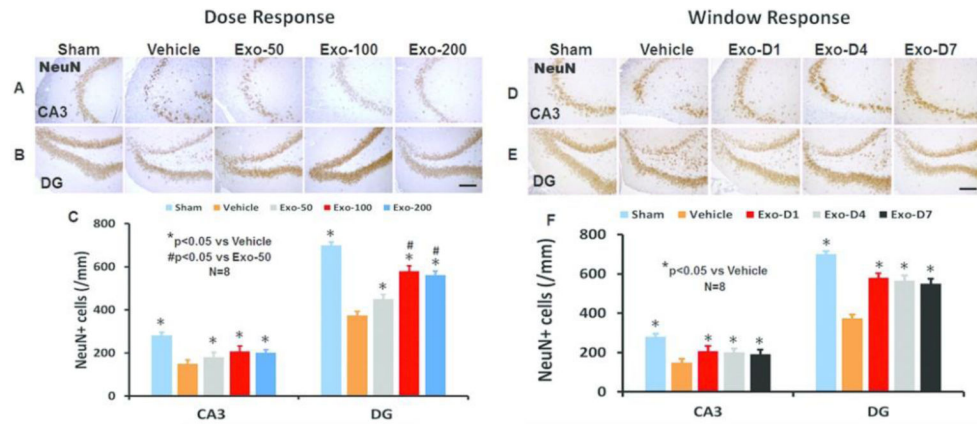 Dose Response
Window Response
Sham Vehicle Exo-50 Exo-100 Exo-200
Sham Vehicle Exo-D1 Exo-D4 Exo-D7
A
NeuN
CA3
B
DG
D
NeuN
CA3
E
DG
C
Sham Vehicle Exo-50 Exo-100 Exo-200
*p<0.05 vs Vehicle
#p<0.05 vs Exo-50
N=8
NeuN+ cells (/mm)
800
600
400
200
0
* * * * *
* * #* #*
CA3 DG
F
Sham Vehicle Exo-D1 Exo-D4 Exo-D7
*p<0.05 vs Vehicle
N=8
NeuN+ cells (/mm)
800
600
400
200
0
* * * *
* * * *
CA3 DG